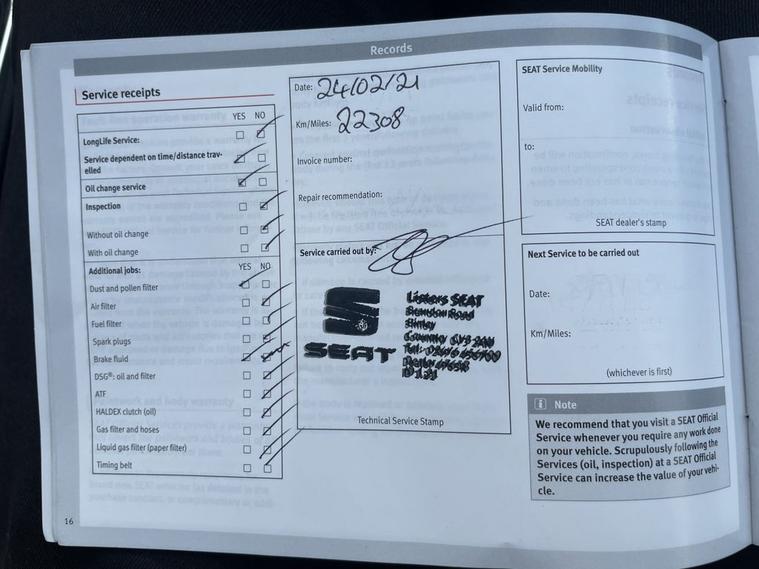 Records
Service receipts
YES NO
LongLife Service:
Service dependent on time/distance trav-
elled
Oil change service
Inspection
Without oil change
With oil change
Additional jobs: YES NO
Dust and pollen filter
Air filter
Fuel filter
Spark plugs
Brake fluid
DSG®: oil and filter
ATF
HALDEX clutch (oil)
Gas filter and hoses
Liquid gas filter (paper filter)
Timing belt
16
Date: 24/02/21
Km/Miles: 22308
Invoice number:
Repair recommendation:
Service carried out by:
SEAT
Listers SEAT
Road
Binley
Coventry
Technical Service Stamp
SEAT Service Mobility
Valid from:
to:
SEAT dealer's stamp
Next Service to be carried out
Date:
Km/Miles:
(whichever is first)
i Note
We recommend that you visit a SEAT Official
Service whenever you require any work done
on your vehicle. Scrupulously following the
Services (oil, inspection) at a SEAT Official
Service can increase the value of your vehi-
cle.